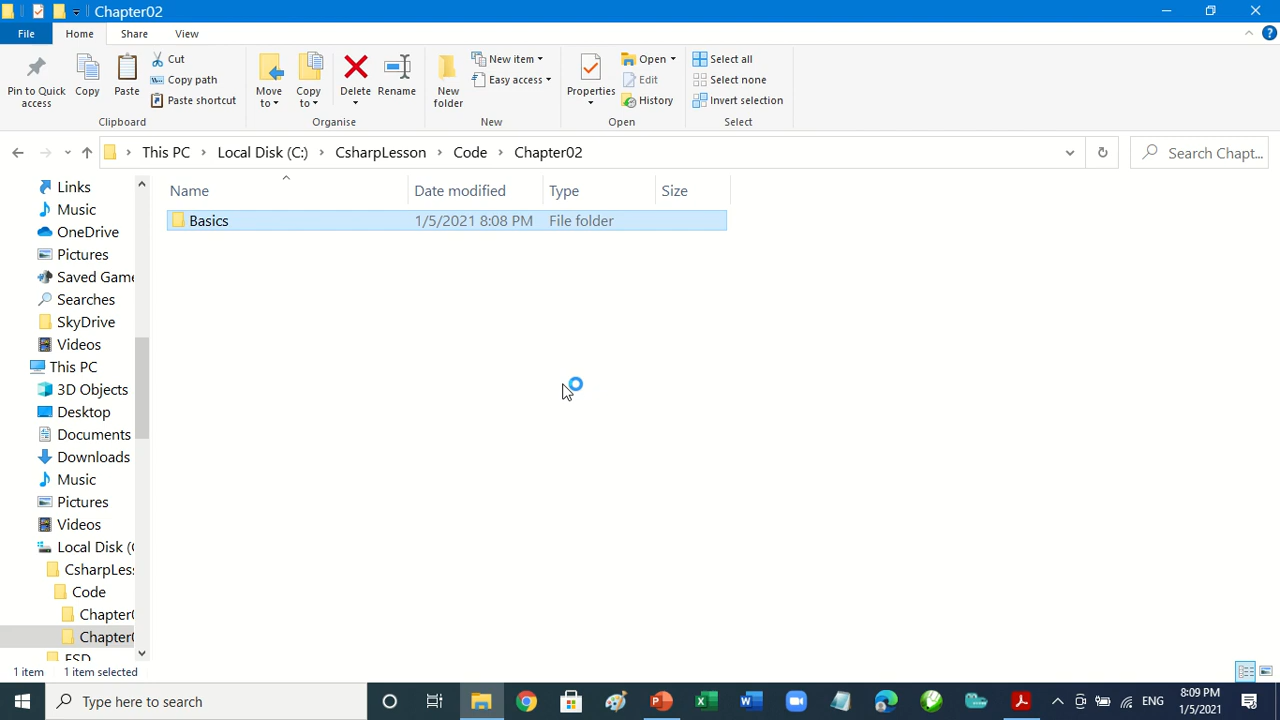 Chapter02
File Home Share View
Pin to Quick access
Copy
Paste
Cut
Copy path
Paste shortcut
Clipboard
Move to
Copy to
Delete
Rename
Organise
New folder
New item
Easy access
New
Properties
Open
Edit
History
Open
Select all
Select none
Invert selection
Select
This PC Local Disk (C:) CsharpLesson Code Chapter02
Search Chapt...
Name Date modified Type Size
Basics 1/5/2021 8:08 PM File folder
Links
Music
OneDrive
Pictures
Saved Game
Searches
SkyDrive
Videos
This PC
3D Objects
Desktop
Documents
Downloads
Music
Pictures
Videos
Local Disk (
CsharpLes
Code
Chapter0
Chapter0
ESD
1 item 1 item selected
Type here to search
ENG
8:09 PM
1/5/2021